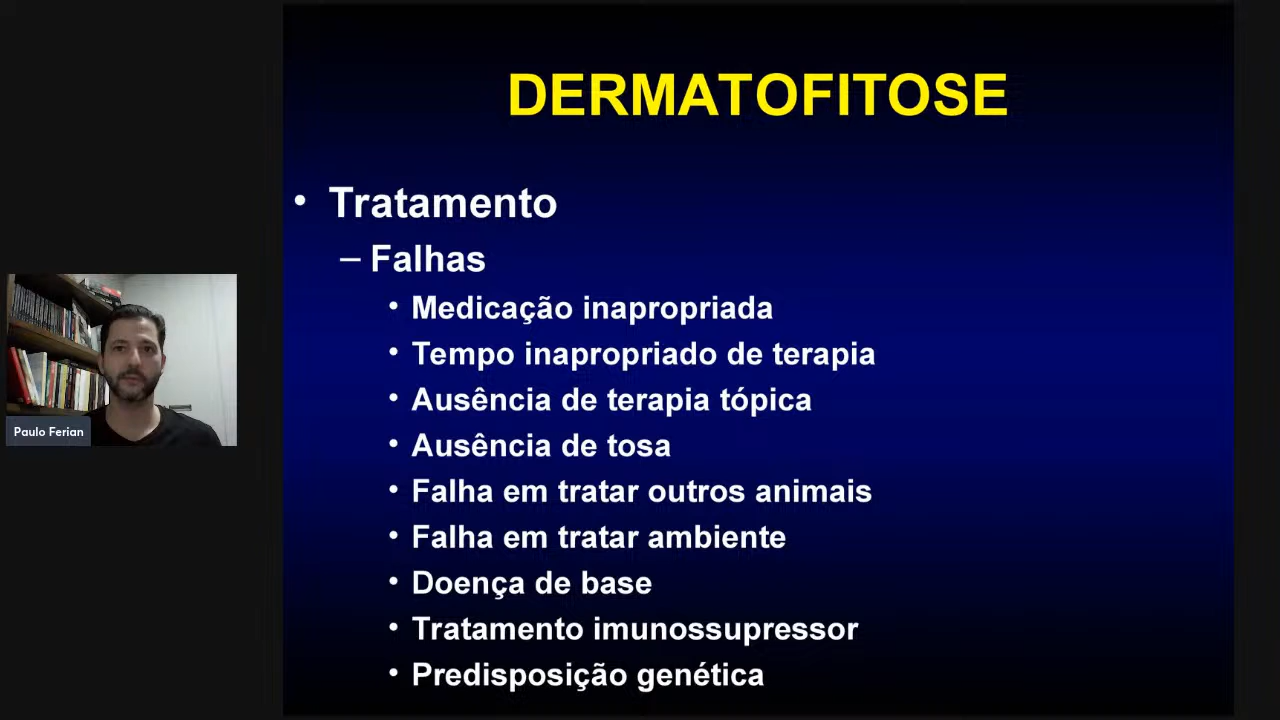 DERMATOFITOSE
• Tratamento
– Falhas
• Medicação inapropriada
• Tempo inapropriado de terapia
• Ausência de terapia tópica
• Ausência de tosa
• Falha em tratar outros animais
• Falha em tratar ambiente
• Doença de base
• Tratamento imunossupressor
• Predisposição genética
Paulo Ferian